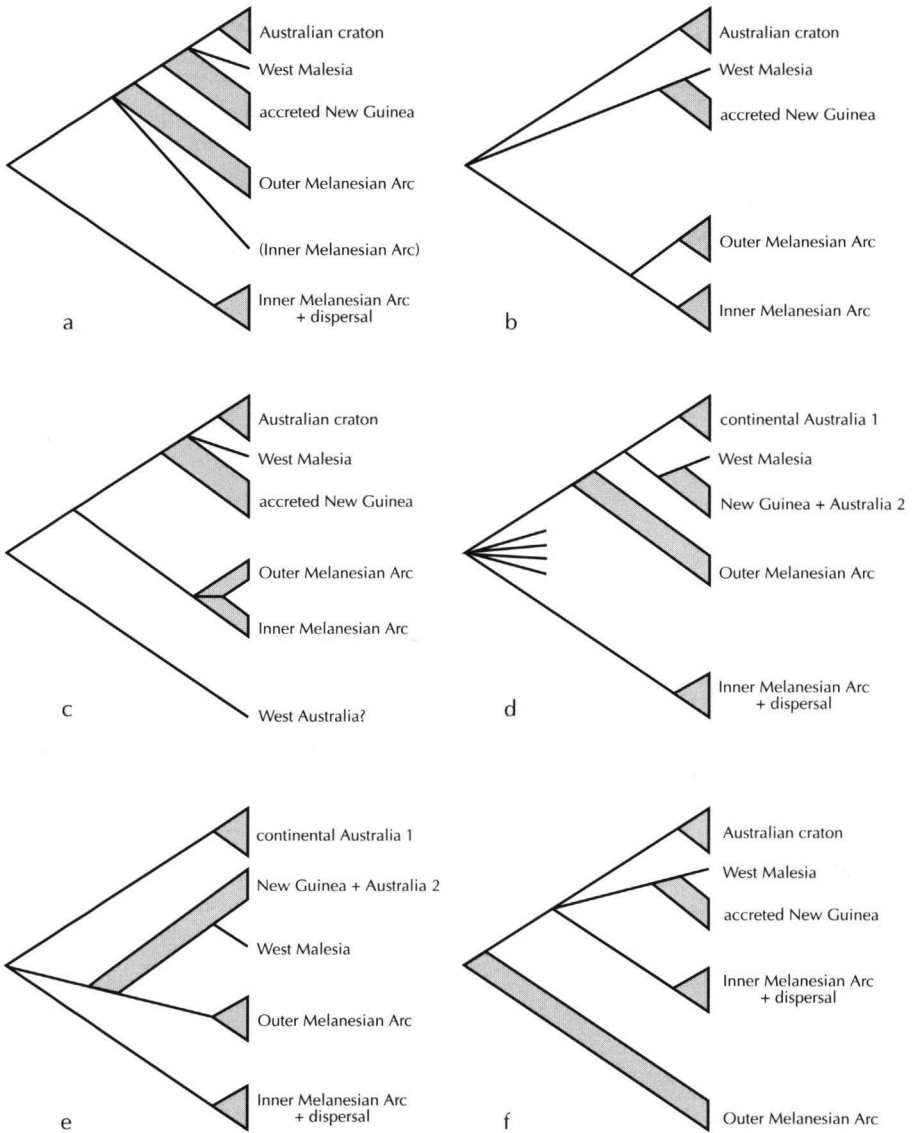 Australian craton
West Malesia
accreted New Guinea
Outer Melanesian Arc
(Inner Melanesian Arc)
Inner Melanesian Arc
+ dispersal
a
Australian craton
West Malesia
accreted New Guinea
Outer Melanesian Arc
Inner Melanesian Arc
b
Australian craton
West Malesia
accreted New Guinea
Outer Melanesian Arc
Inner Melanesian Arc
West Australia?
c
continental Australia 1
West Malesia
New Guinea + Australia 2
Outer Melanesian Arc
Inner Melanesian Arc
+ dispersal
d
continental Australia 1
New Guinea + Australia 2
West Malesia
Outer Melanesian Arc
Inner Melanesian Arc
+ dispersal
e
Australian craton
West Malesia
accreted New Guinea
Inner Melanesian Arc
+ dispersal
Outer Melanesian Arc
f